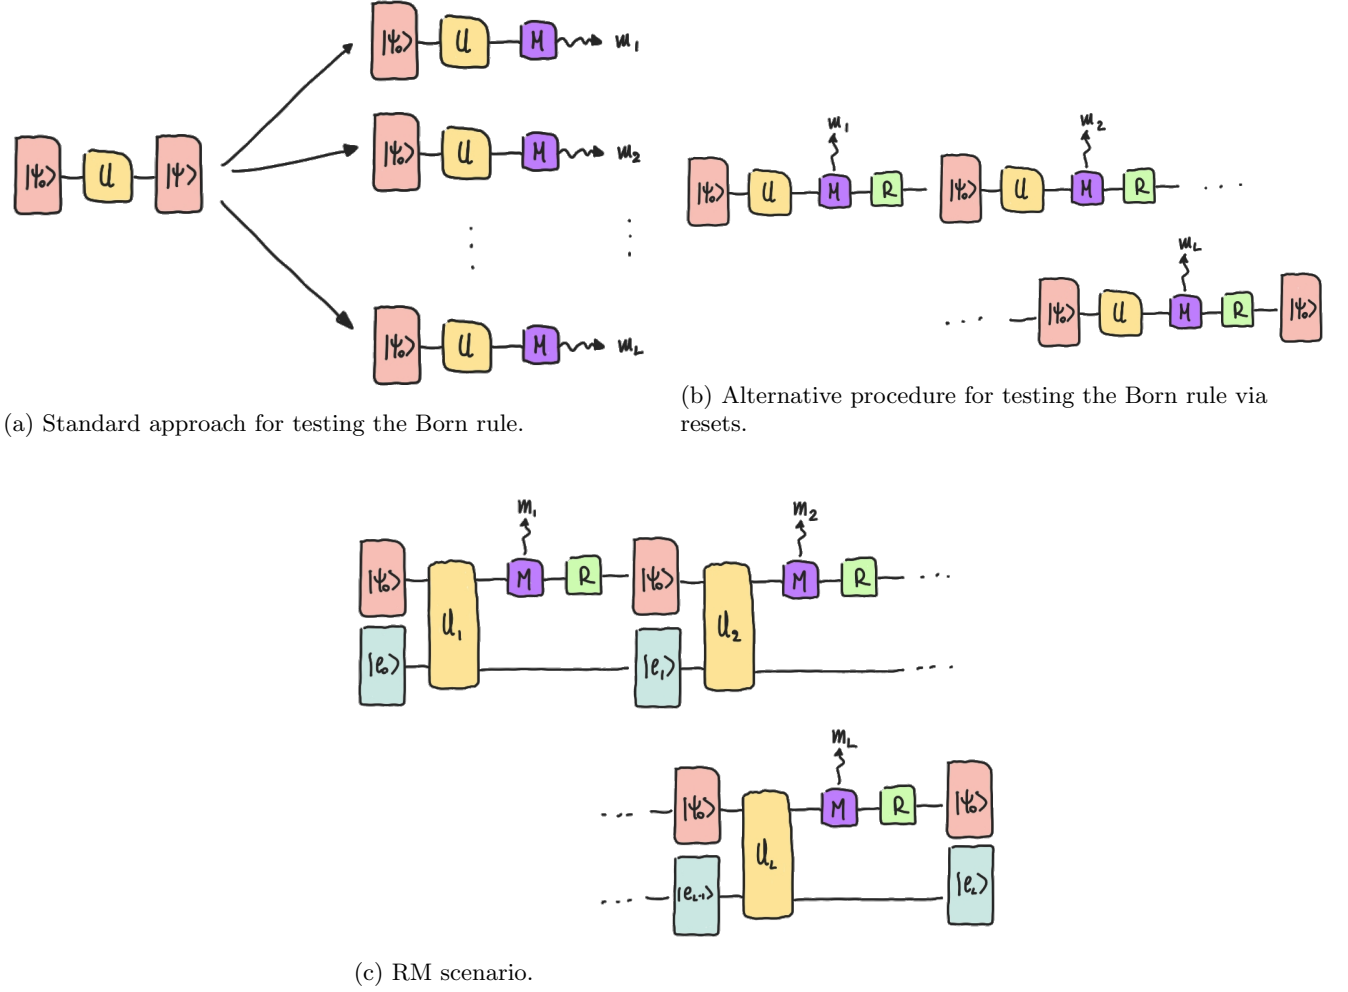 |ψ₀⟩ U M m₁
|ψ₀⟩ U M m₂
|ψ₀⟩ U |ψ⟩
⋮ ⋮
|ψ₀⟩ U M m_L
(a) Standard approach for testing the Born rule.
m₁ m₂
|ψ₀⟩ U M R |ψ₀⟩ U M R ...
m_L
... |ψ₀⟩ U M R |ψ₀⟩
(b) Alternative procedure for testing the Born rule via
resets.
m₁ m₂
|ψ₀⟩ U₁ M R |ψ₀⟩ U₂ M R ...
|e₀⟩ |e₁⟩ ...
m_L
... |ψ₀⟩ U_L M R |ψ₀⟩
... |e_{L-1}⟩ |e_L⟩
(c) RM scenario.